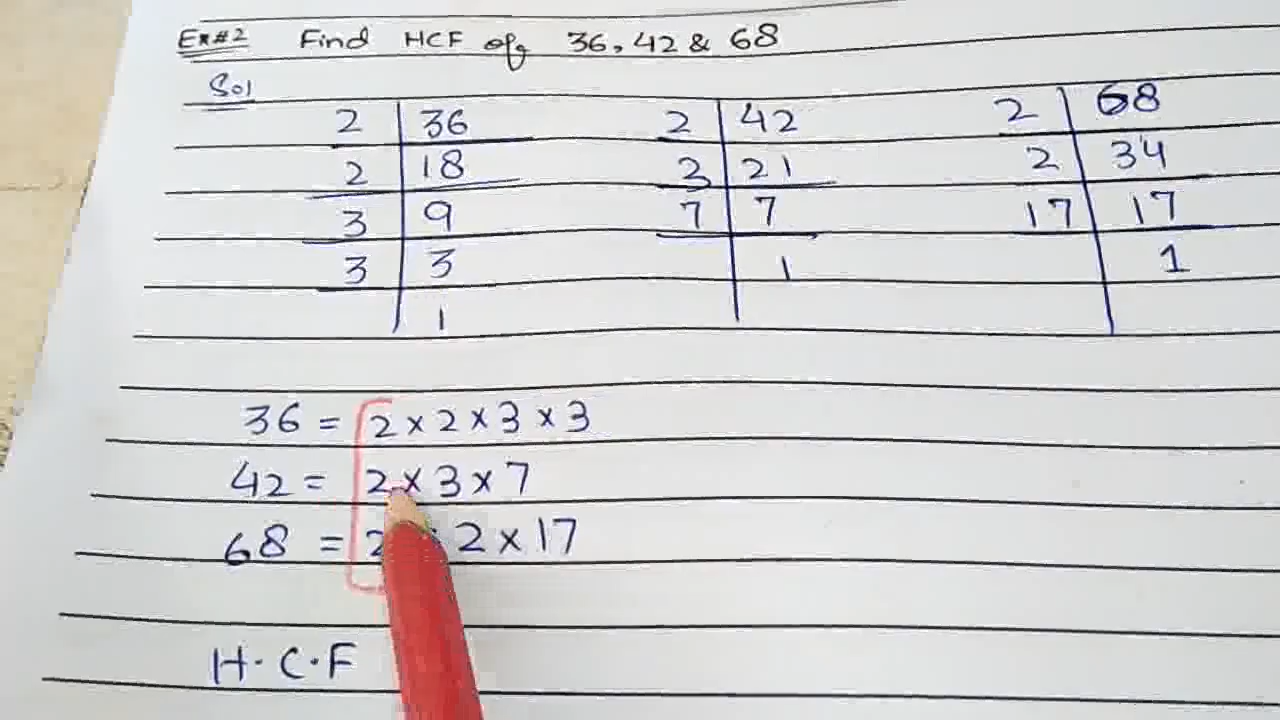 Ex#2 Find HCF of 36, 42 & 68
Sol
2 | 36 2 | 42 2 | 68
2 | 18 3 | 21 2 | 34
3 | 9 7 | 7 17 | 17
3 | 3 1 1
1
36 = 2 × 2 × 3 × 3
42 = 2 × 3 × 7
68 = 2 2 × 17
H.C.F